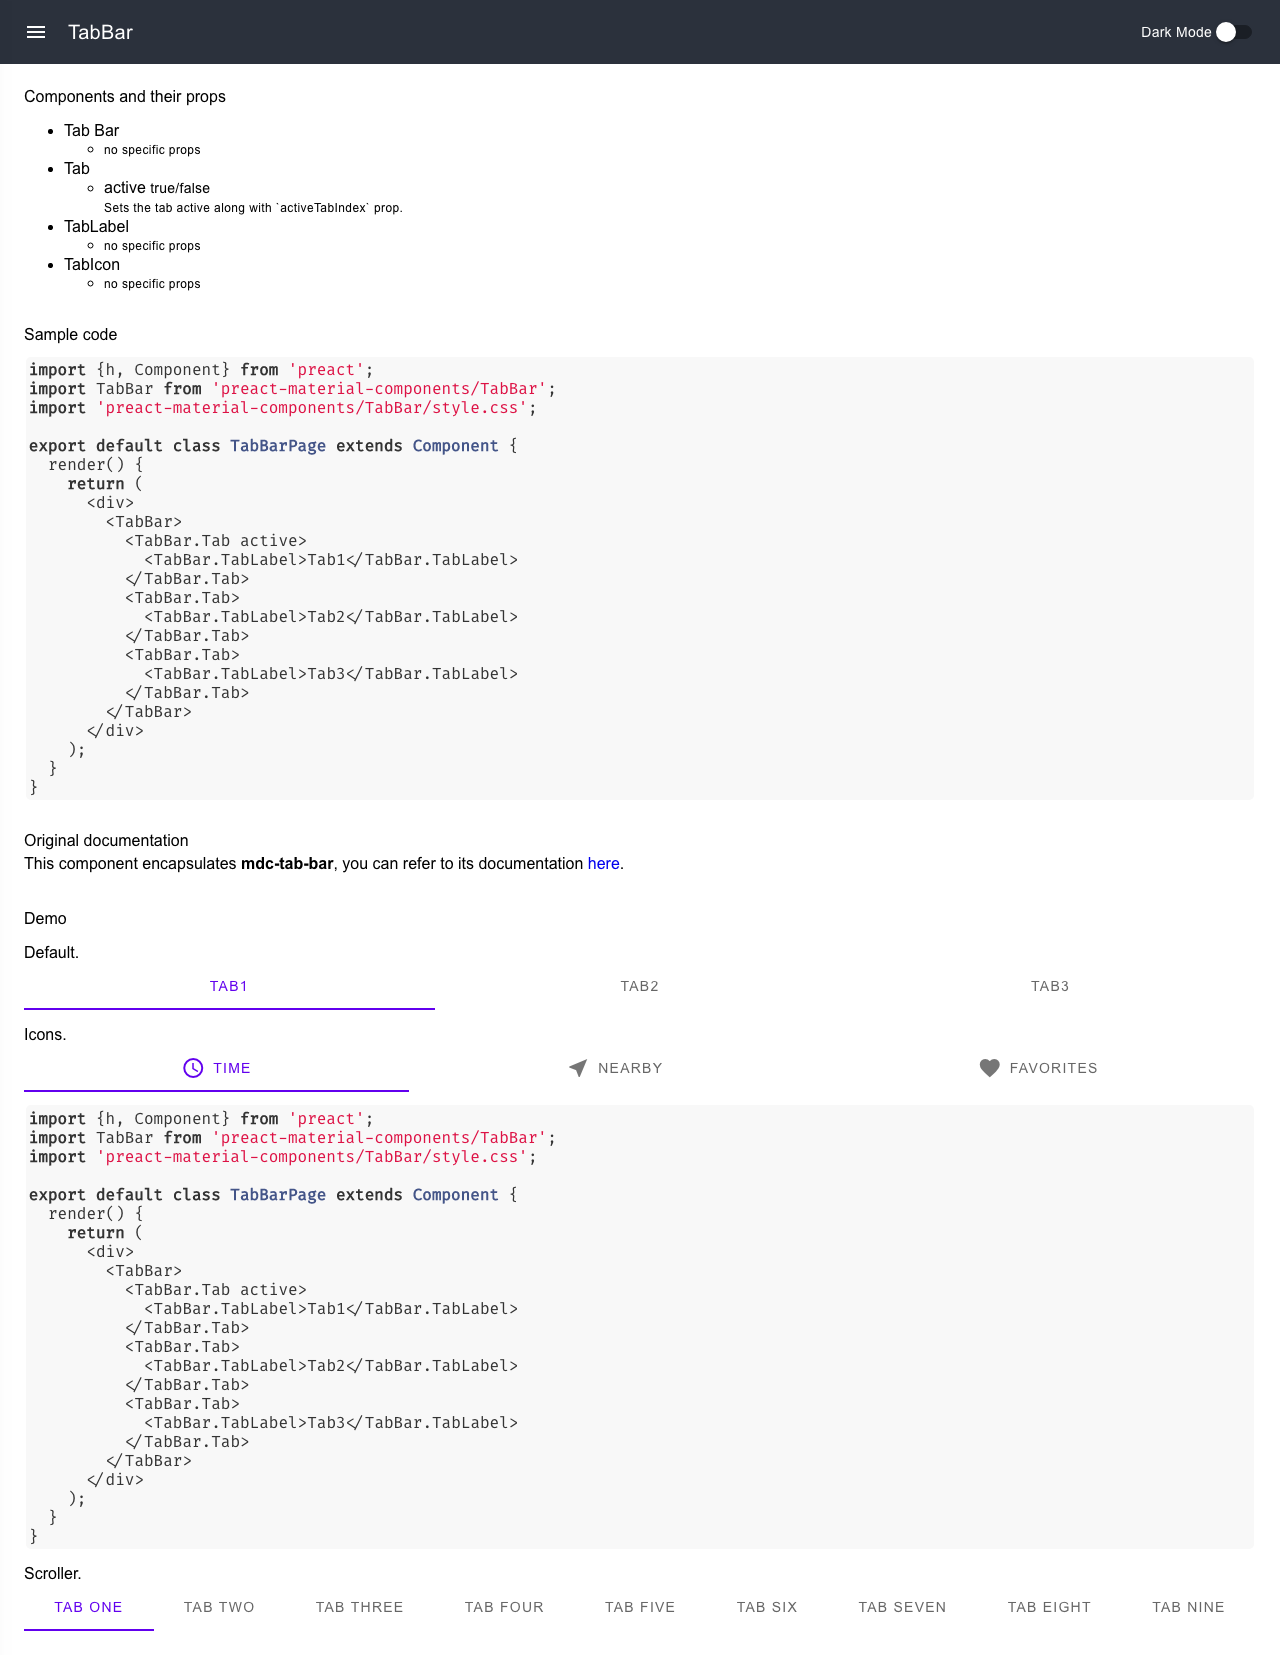 TabBar
Dark Mode
Components and their props
Tab Bar
no specific props
Tab
active true/false
Sets the tab active along with `activeTabIndex` prop.
TabLabel
no specific props
TabIcon
no specific props
Sample code
import {h, Component} from 'preact';
import TabBar from 'preact-material-components/TabBar';
import 'preact-material-components/TabBar/style.css';
export default class TabBarPage extends Component {
  render() {
    return (
      <div>
        <TabBar>
          <TabBar.Tab active>
            <TabBar.TabLabel>Tab1</TabBar.TabLabel>
          </TabBar.Tab>
          <TabBar.Tab>
            <TabBar.TabLabel>Tab2</TabBar.TabLabel>
          </TabBar.Tab>
          <TabBar.Tab>
            <TabBar.TabLabel>Tab3</TabBar.TabLabel>
          </TabBar.Tab>
        </TabBar>
      </div>
    );
  }
}
Original documentation
This component encapsulates mdc-tab-bar, you can refer to its documentation here.
Demo
Default.
TAB1 TAB2 TAB3
Icons.
TIME NEARBY FAVORITES
import {h, Component} from 'preact';
import TabBar from 'preact-material-components/TabBar';
import 'preact-material-components/TabBar/style.css';
export default class TabBarPage extends Component {
  render() {
    return (
      <div>
        <TabBar>
          <TabBar.Tab active>
            <TabBar.TabLabel>Tab1</TabBar.TabLabel>
          </TabBar.Tab>
          <TabBar.Tab>
            <TabBar.TabLabel>Tab2</TabBar.TabLabel>
          </TabBar.Tab>
          <TabBar.Tab>
            <TabBar.TabLabel>Tab3</TabBar.TabLabel>
          </TabBar.Tab>
        </TabBar>
      </div>
    );
  }
}
Scroller.
TAB ONE TAB TWO TAB THREE TAB FOUR TAB FIVE TAB SIX TAB SEVEN TAB EIGHT TAB NINE